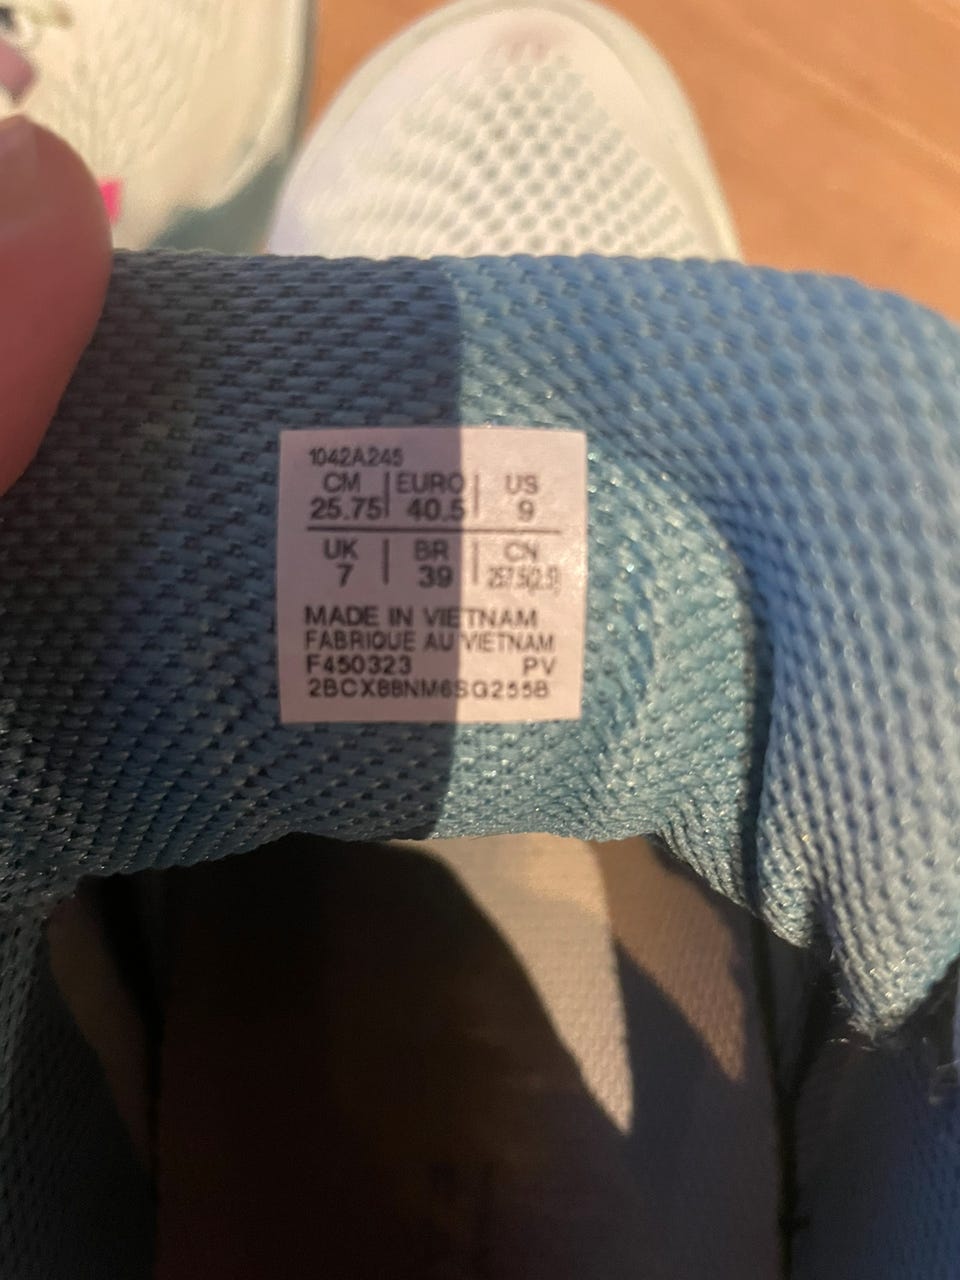 1042A245
CM | EURO | US
25.75 | 40.5 | 9
UK | BR | CN
7 | 39 | 257.5(2.5)
MADE IN VIETNAM
FABRIQUE AU VIETNAM
F450323 PV
2BCX88NM6SG255B